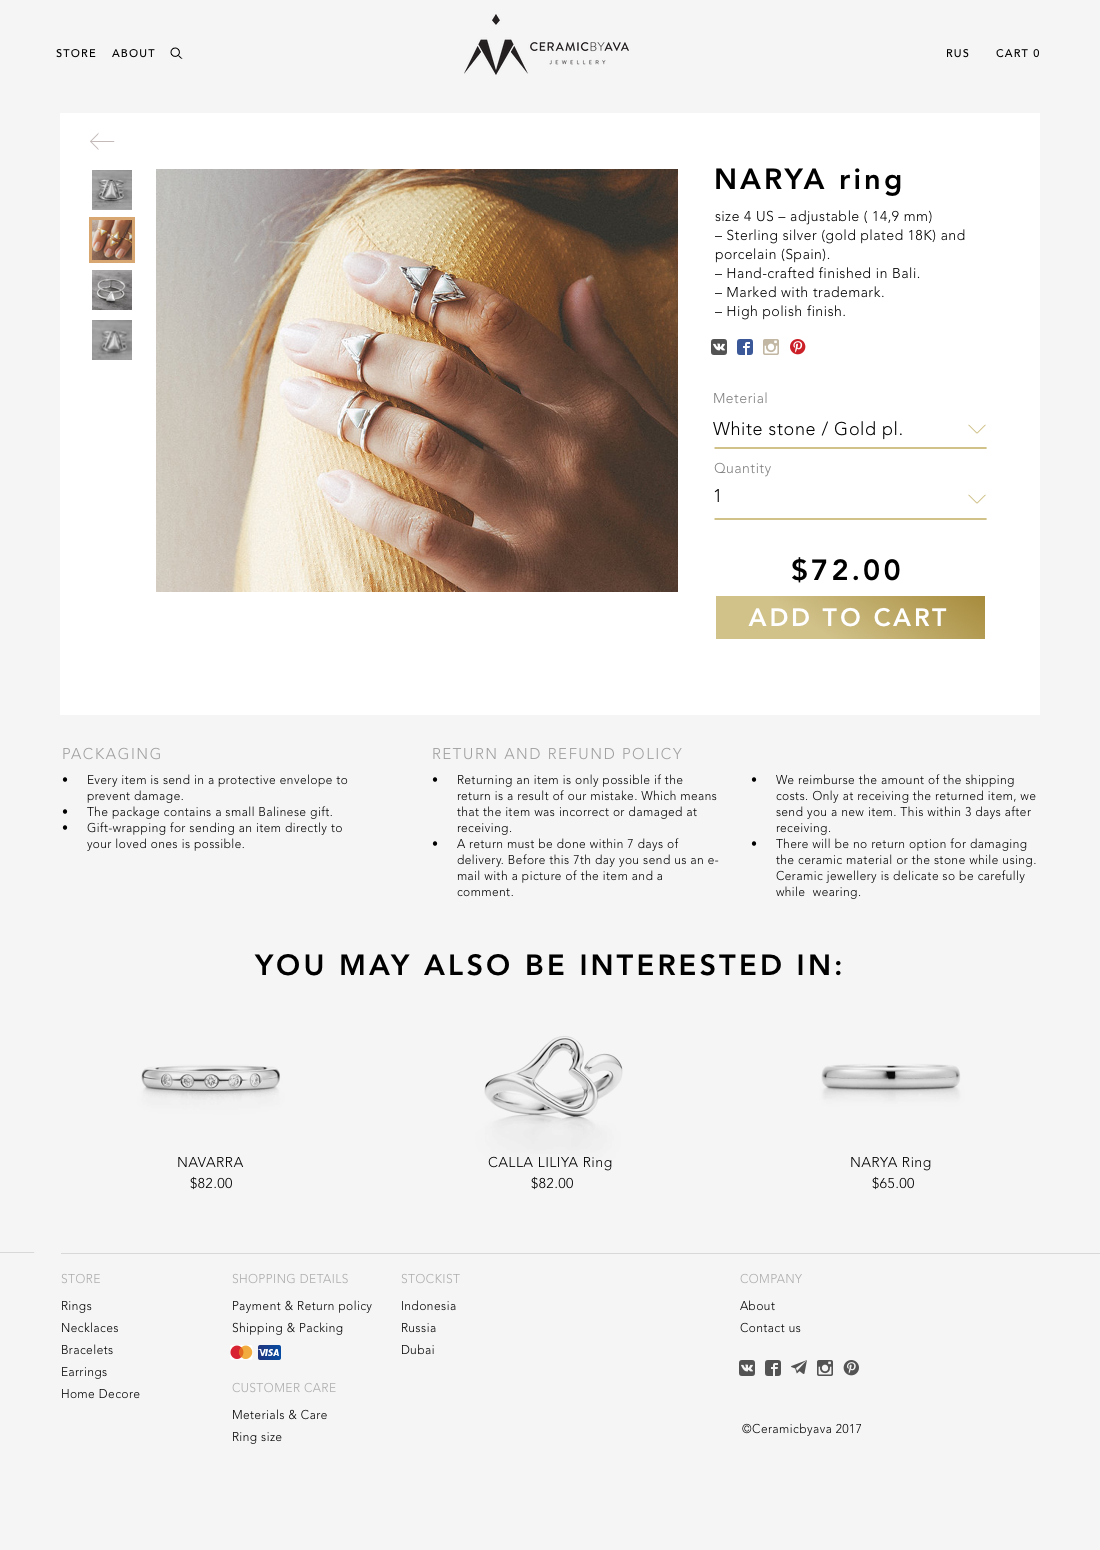 STORE
ABOUT
CERAMICBYAVA
JEWELLERY
RUS
CART 0
NARYA ring
size 4 US – adjustable ( 14,9 mm)
– Sterling silver (gold plated 18K) and
porcelain (Spain).
– Hand-crafted finished in Bali.
– Marked with trademark.
– High polish finish.
Meterial
White stone / Gold pl.
Quantity
1
$72.00
ADD TO CART
PACKAGING
• Every item is send in a protective envelope to
prevent damage.
• The package contains a small Balinese gift.
• Gift-wrapping for sending an item directly to
your loved ones is possible.
RETURN AND REFUND POLICY
• Returning an item is only possible if the
return is a result of our mistake. Which means
that the item was incorrect or damaged at
receiving.
• A return must be done within 7 days of
delivery. Before this 7th day you send us an e-
mail with a picture of the item and a
comment.
• We reimburse the amount of the shipping
costs. Only at receiving the returned item, we
send you a new item. This within 3 days after
receiving.
• There will be no return option for damaging
the ceramic material or the stone while using.
Ceramic jewellery is delicate so be carefully
while  wearing.
YOU MAY ALSO BE INTERESTED IN:
NAVARRA
$82.00
CALLA LILIYA Ring
$82.00
NARYA Ring
$65.00
STORE
Rings
Necklaces
Bracelets
Earrings
Home Decore
SHOPPING DETAILS
Payment & Return policy
Shipping & Packing
VISA
CUSTOMER CARE
Meterials & Care
Ring size
STOCKIST
Indonesia
Russia
Dubai
COMPANY
About
Contact us
©Ceramicbyava 2017